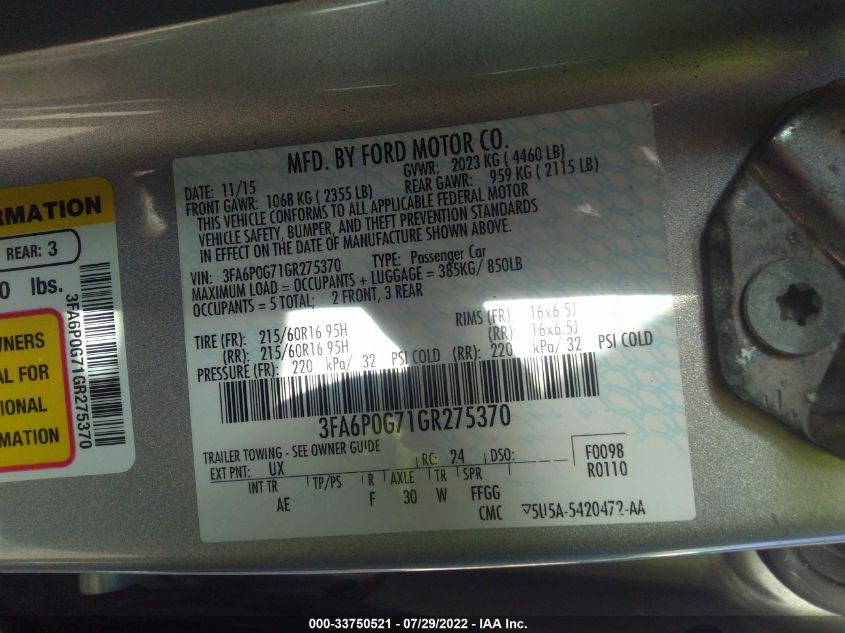 MFD. BY FORD MOTOR CO.
DATE: 11/15 GVWR: 2023 KG ( 4460 LB)
FRONT GAWR: 1068 KG ( 2355 LB) REAR GAWR: 959 KG ( 2115 LB)
THIS VEHICLE CONFORMS TO ALL APPLICABLE FEDERAL MOTOR
VEHICLE SAFETY, BUMPER, AND THEFT PREVENTION STANDARDS
IN EFFECT ON THE DATE OF MANUFACTURE SHOWN ABOVE.
VIN: 3FA6P0G71GR275370 TYPE: Passenger Car
MAXIMUM LOAD = OCCUPANTS + LUGGAGE = 385KG/ 850LB
OCCUPANTS = 5 TOTAL; 2 FRONT, 3 REAR
TIRE (FR): 215/60R16 95H RIMS (FR): 16x6.5J
(RR): 215/60R16 95H (RR): 16x6.5J
PRESSURE (FR): 220 kPa/ 32 PSI COLD (RR): 220 kPa/ 32 PSI COLD
3FA6P0G71GR275370
TRAILER TOWING - SEE OWNER GUIDE
EXT PNT: UX RC: 24 DSO:
F0098
R0110
INT TR TP/PS R AXLE TR SPR
AE F 30 W FFGG
CMC ▽5U5A-5420472-AA
RMATION
REAR: 3
0 lbs.
WNERS
AL FOR
TIONAL
MATION
3FA6P0G71GR275370
000-33750521 - 07/29/2022 - IAA Inc.